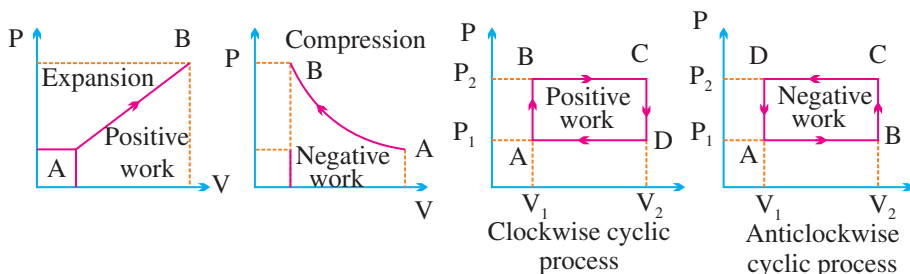 P
B
Expansion
Positive
work
A
V
Compression
P
B
A
Negative
work
V
B
C
P2
Positive
work
P1
A
D
V1
V2
Clockwise cyclic
process
D
C
P2
Negative
work
P1
A
B
V1
V2
Anticlockwise
cyclic process